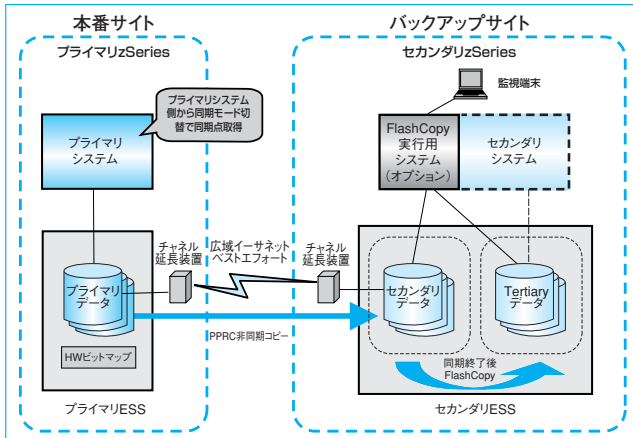 本番サイト
プライマリzSeries
プライマリシステム
側から同期モード切
替で同期点取得
プライマリ
システム
チャネル
延長装置
広域イーサネット
ベストエフォート
プライマリ
データ
HWビットマップ
PPRC非同期コピー
プライマリESS
バックアップサイト
セカンダリzSeries
監視端末
FlashCopy
実行用
システム
(オプション)
セカンダリ
システム
チャネル
延長装置
セカンダリ
データ
Tertiary
データ
同期終了後
FlashCopy
セカンダリESS